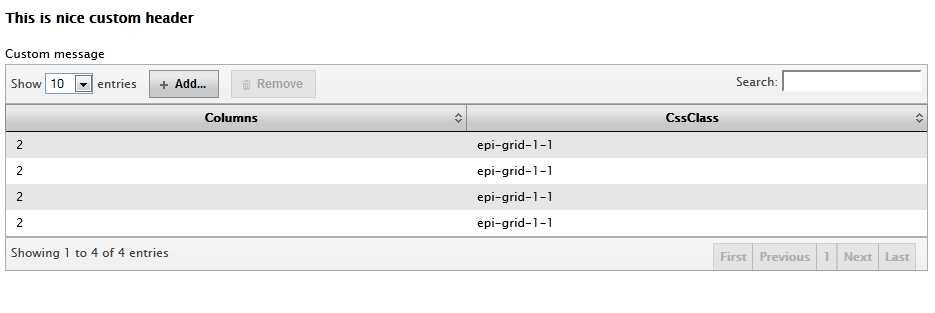 This is nice custom header
Custom message
Show 10 entries + Add... Remove Search:
Columns CssClass
2 epi-grid-1-1
2 epi-grid-1-1
2 epi-grid-1-1
2 epi-grid-1-1
Showing 1 to 4 of 4 entries First Previous 1 Next Last